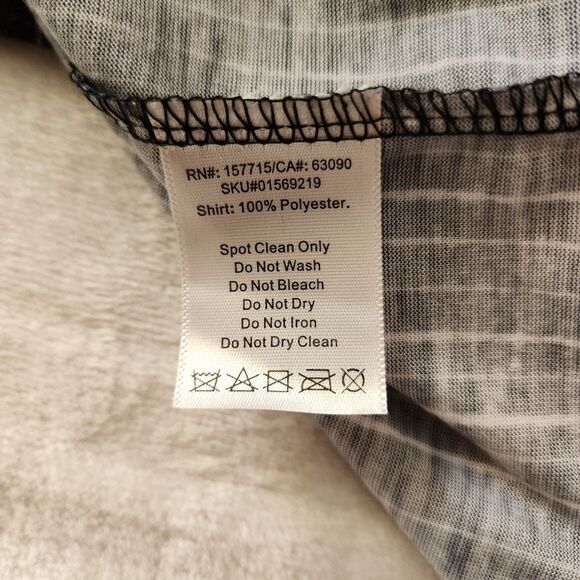 RN#: 157715/CA#: 63090
SKU#01569219
Shirt: 100% Polyester.
Spot Clean Only
Do Not Wash
Do Not Bleach
Do Not Dry
Do Not Iron
Do Not Dry Clean